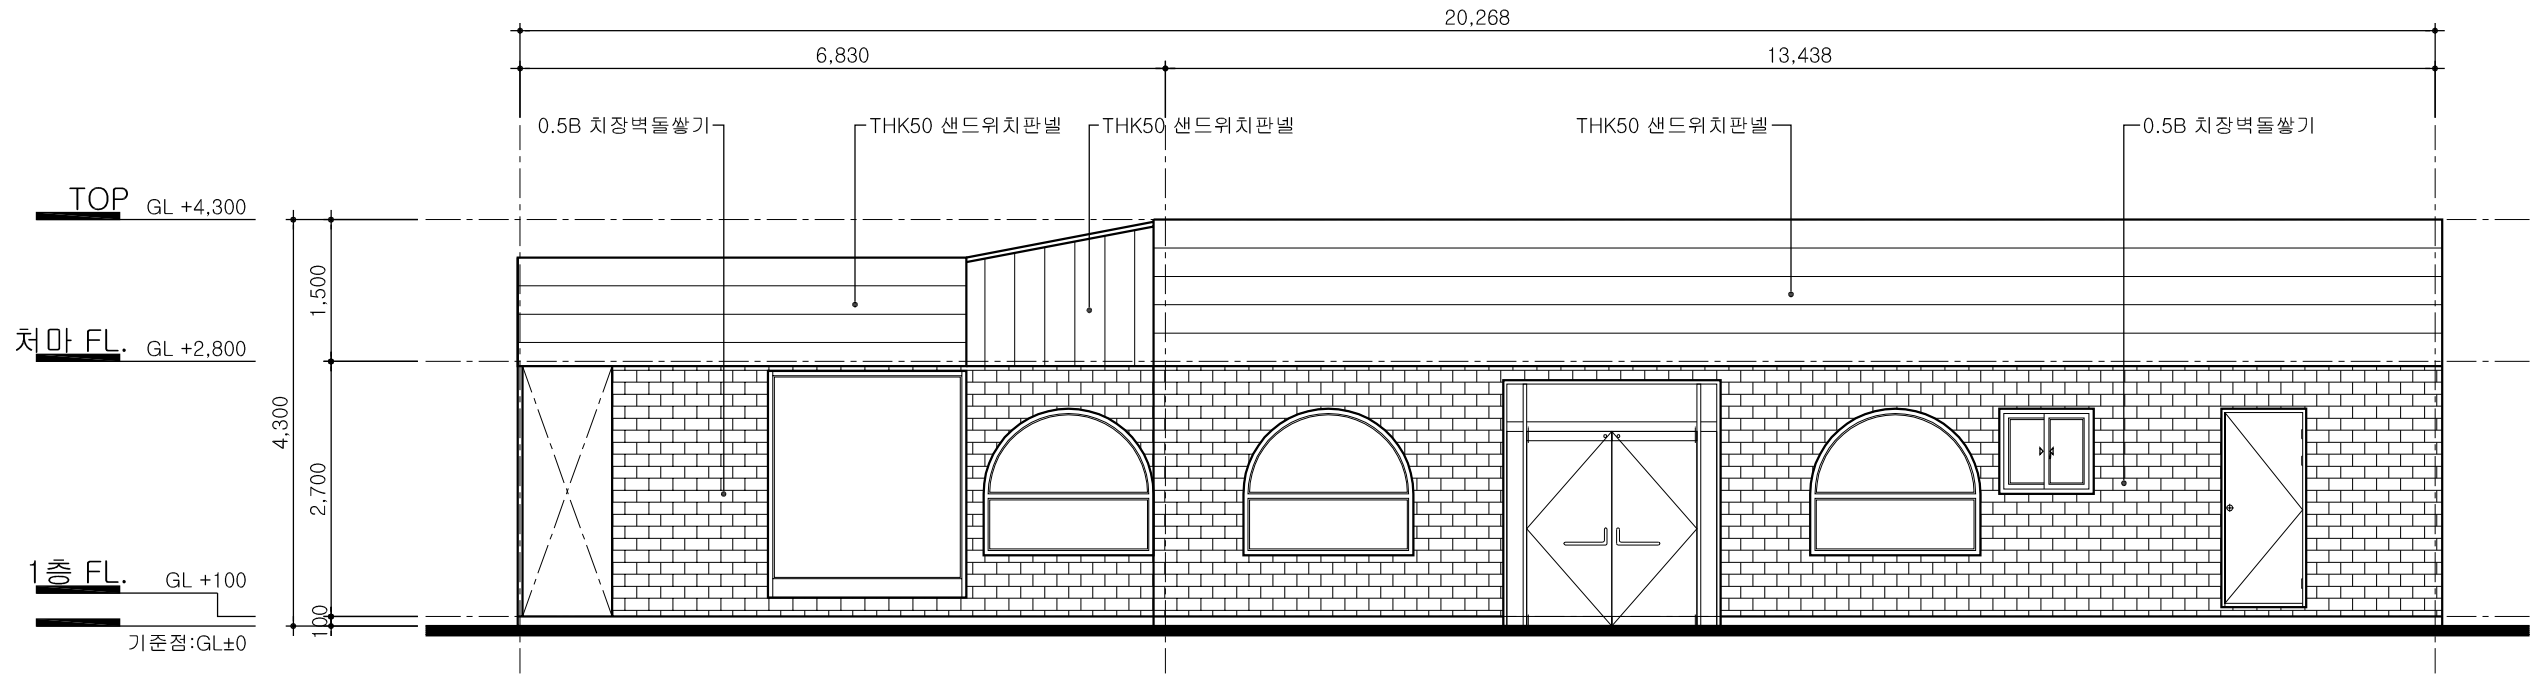 20,268
6,830
13,438
0.5B 치장벽돌쌓기
THK50 샌드위치판넬
THK50 샌드위치판넬
THK50 샌드위치판넬
0.5B 치장벽돌쌓기
TOP
GL +4,300
1,500
처마 FL.
GL +2,800
4,300
2,700
1층 FL.
GL +100
100
기준점:GL±0